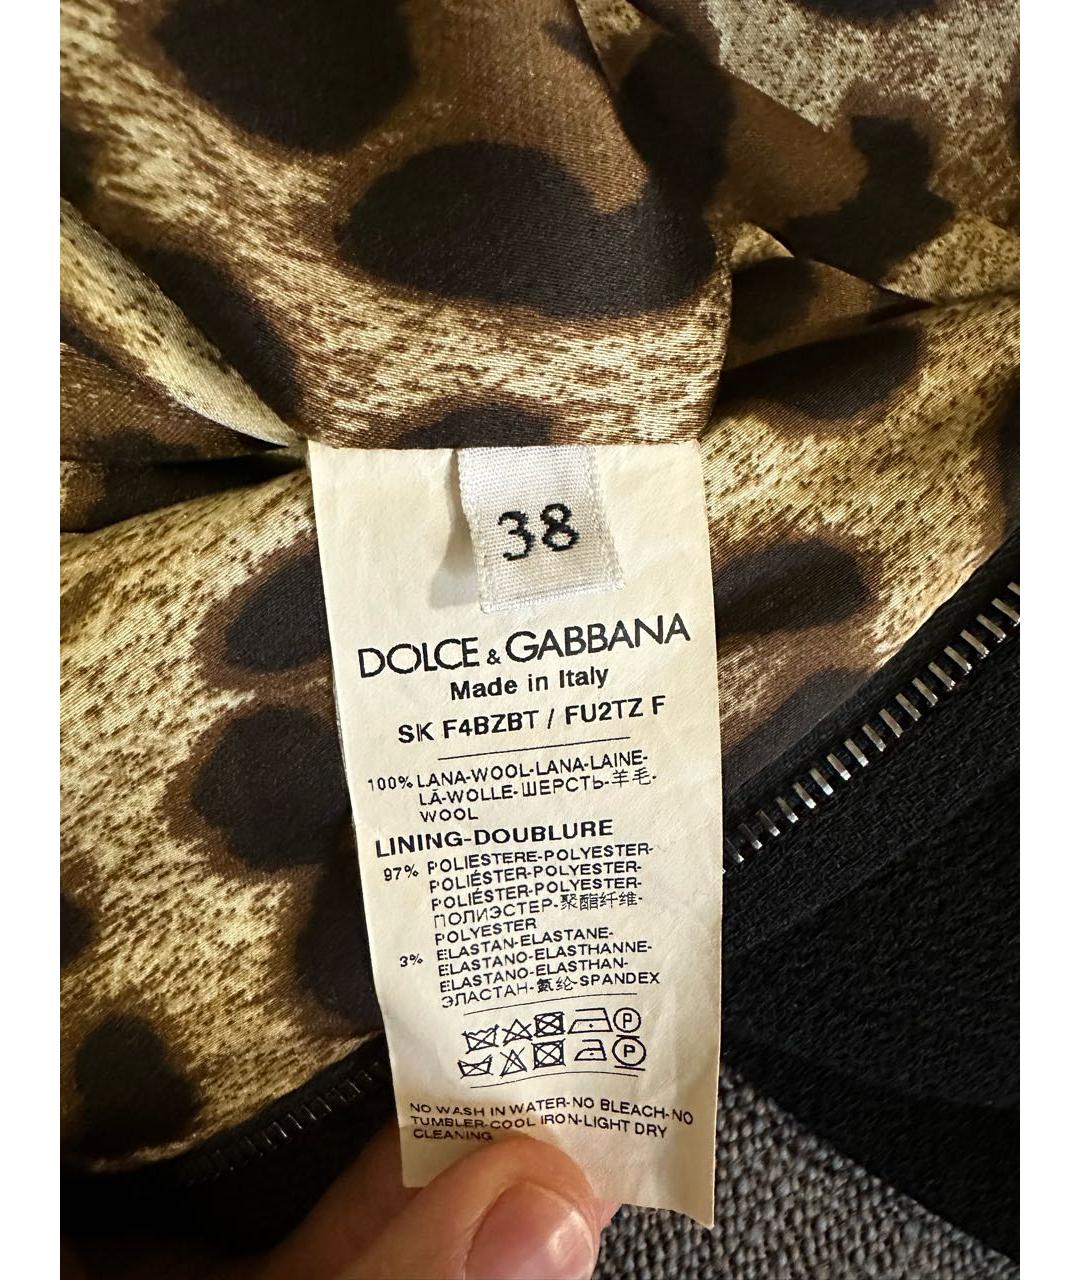 38
DOLCE & GABBANA
Made in Italy
SK F4BZBT / FU2TZ F
100% LANA-WOOL-LANA-LAINE-
LÃ-WOLLE-ШЕРСТЬ-羊毛-
WOOL
LINING-DOUBLURE
97% POLIESTERE-POLYESTER-
POLIÉSTER-POLYESTER-
POLIÉSTER-POLYESTER-
ПОЛИЭСТЕР-聚酯纤维-
POLYESTER
3% ELASTAN-ELASTANE-
ELASTANO-ELASTHANNE-
ELASTANO-ELASTHAN-
ЭЛАСТАН-氨纶-SPANDEX
P
P
NO WASH IN WATER-NO BLEACH-NO
TUMBLER-COOL IRON-LIGHT DRY
CLEANING